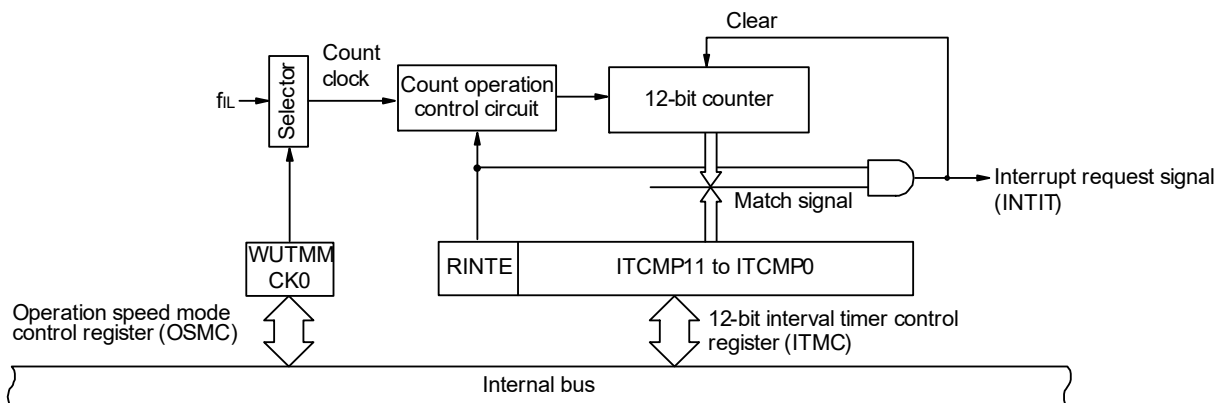 Clear
Count
clock
Selector
fIL
Count operation
control circuit
12-bit counter
Match signal
Interrupt request signal
(INTIT)
WUTMM
CK0
RINTE
ITCMP11 to ITCMP0
Operation speed mode
control register (OSMC)
12-bit interval timer control
register (ITMC)
Internal bus